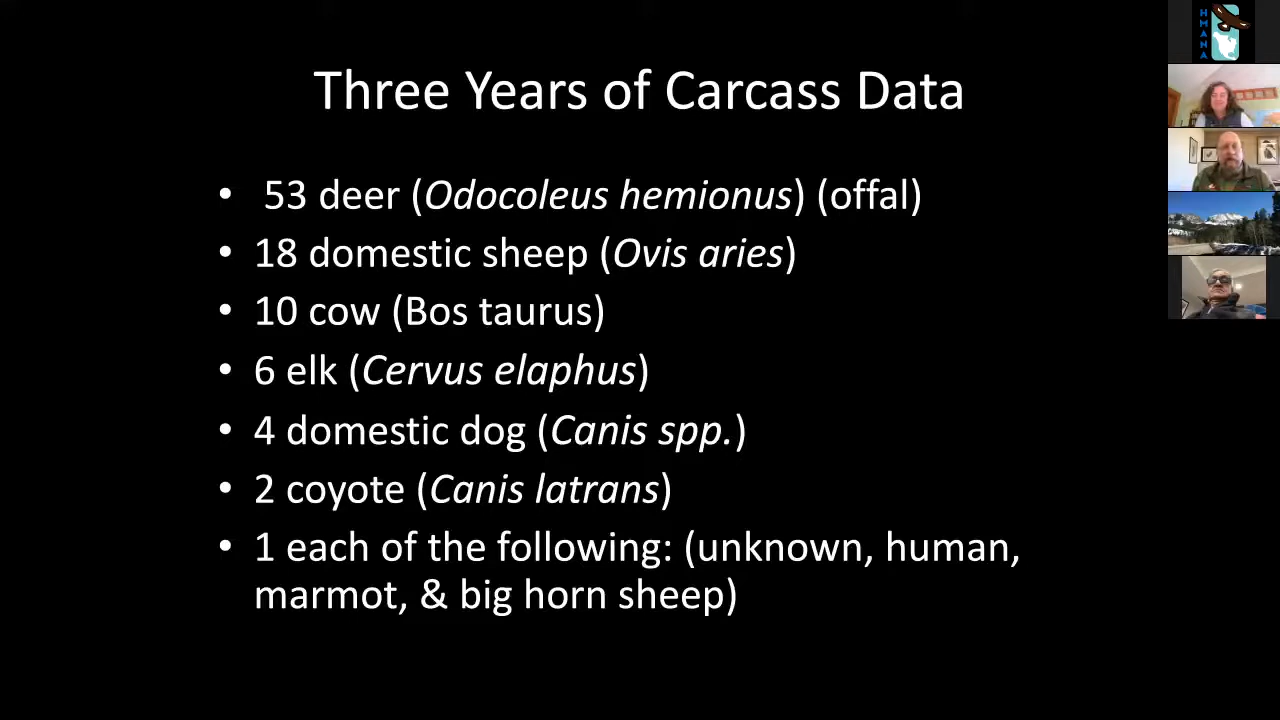 Three Years of Carcass Data
• 53 deer (Odocoleus hemionus) (offal)
• 18 domestic sheep (Ovis aries)
• 10 cow (Bos taurus)
• 6 elk (Cervus elaphus)
• 4 domestic dog (Canis spp.)
• 2 coyote (Canis latrans)
• 1 each of the following: (unknown, human,
marmot, & big horn sheep)
HMANA